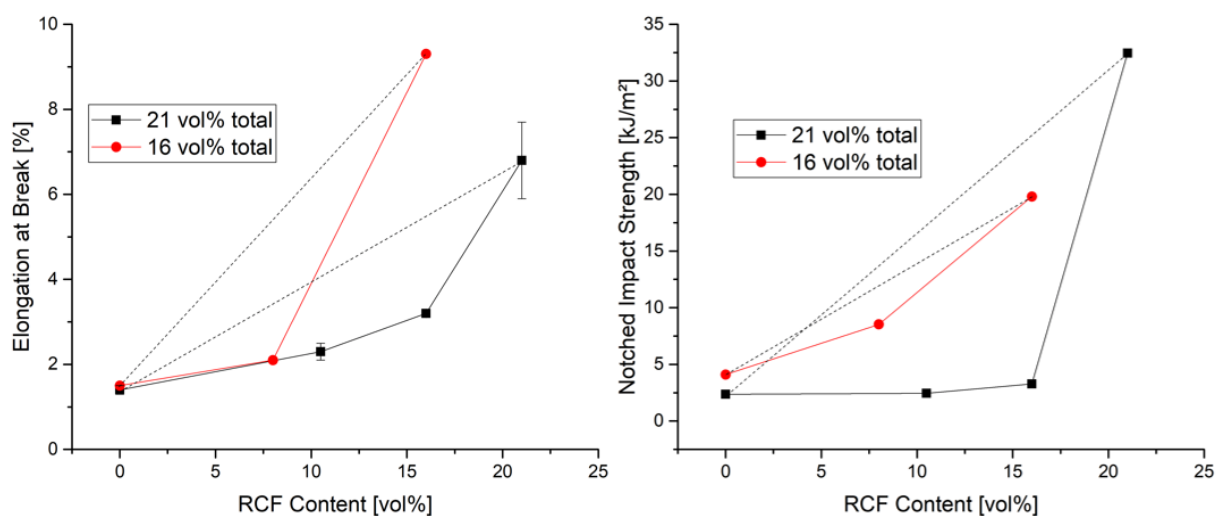 Elongation at Break [%]
10
8
6
4
2
0
21 vol% total
16 vol% total
0 5 10 15 20 25
RCF Content [vol%]
Notched Impact Strength [kJ/m²]
35
30
25
20
15
10
5
0
21 vol% total
16 vol% total
0 5 10 15 20 25
RCF Content [vol%]